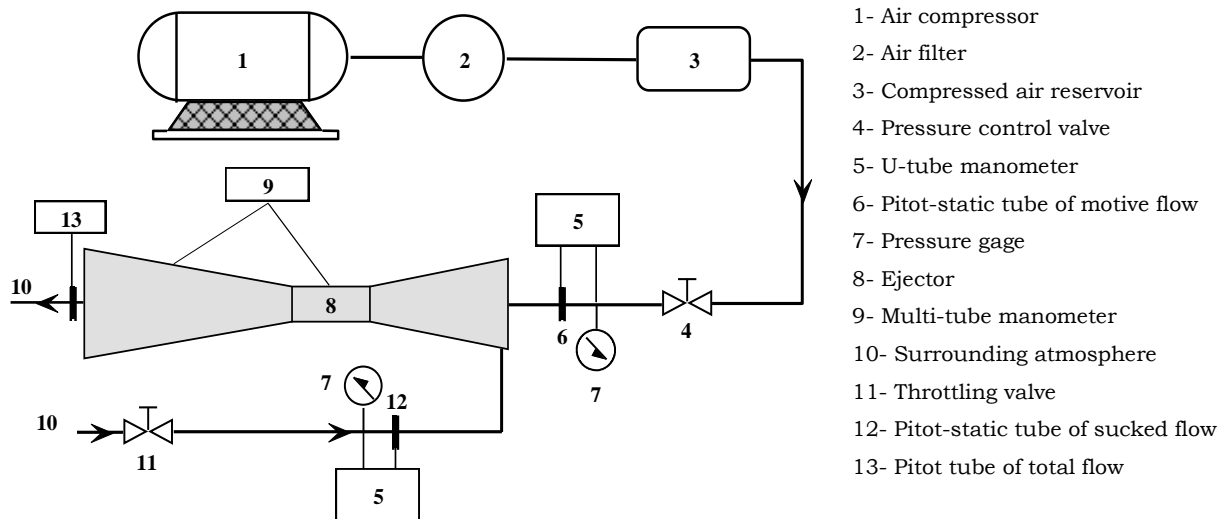 1
2
3
9
13
5
10
8
6
4
7
7
12
10
11
5
1- Air compressor
2- Air filter
3- Compressed air reservoir
4- Pressure control valve
5- U-tube manometer
6- Pitot-static tube of motive flow
7- Pressure gage
8- Ejector
9- Multi-tube manometer
10- Surrounding atmosphere
11- Throttling valve
12- Pitot-static tube of sucked flow
13- Pitot tube of total flow